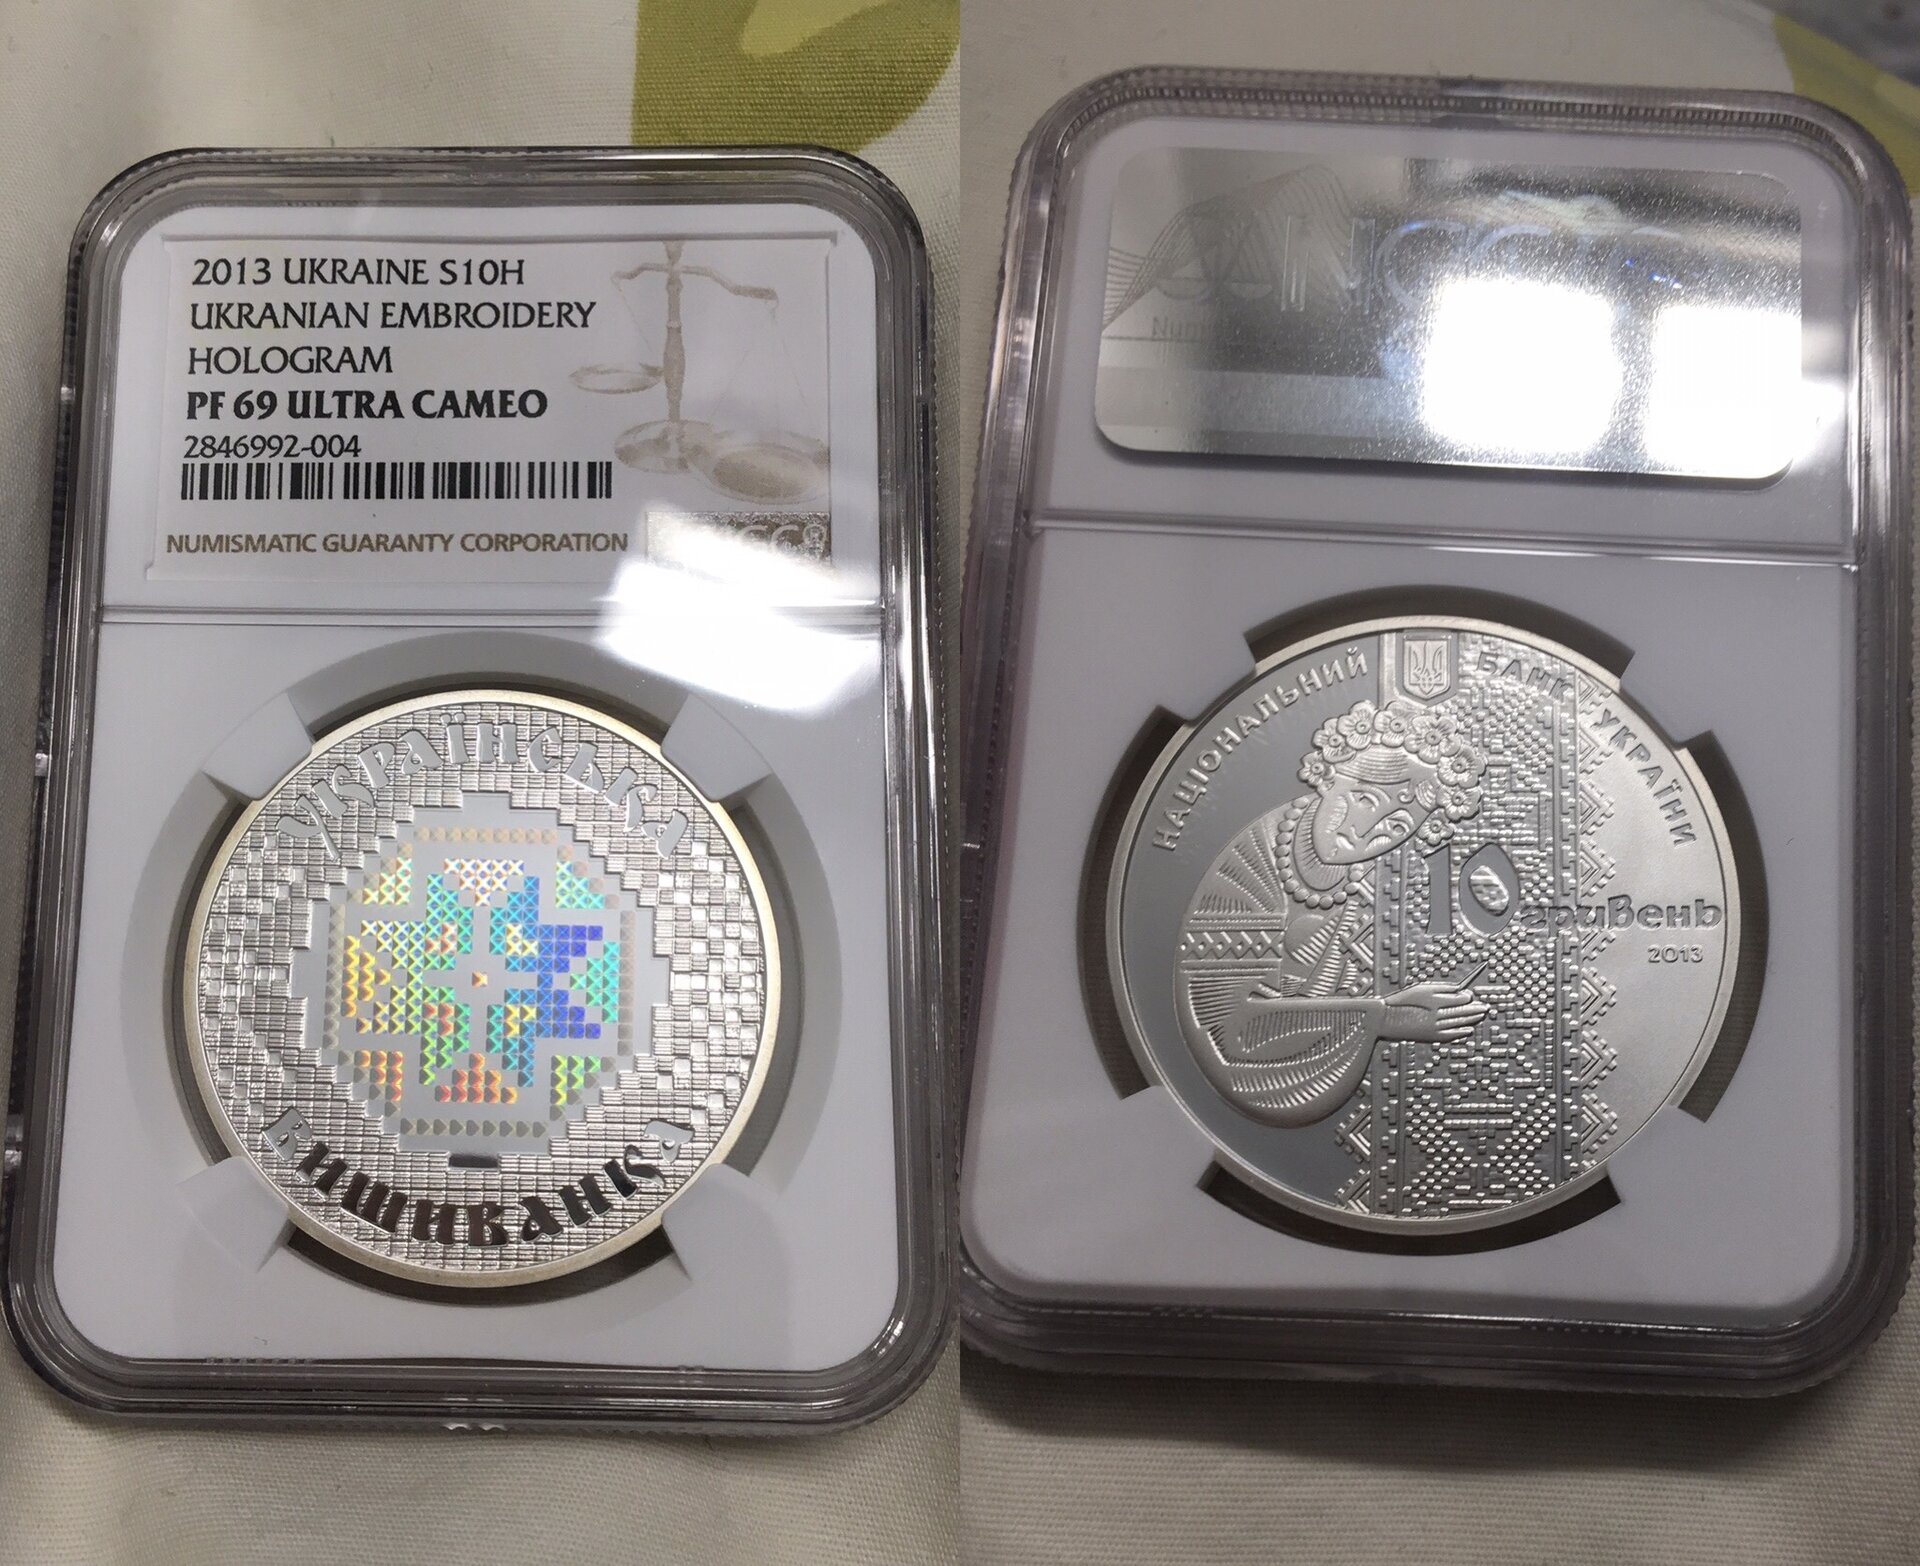 2013 UKRAINE S10H
UKRANIAN EMBROIDERY
HOLOGRAM
PF 69 ULTRA CAMEO
2846992-004
NUMISMATIC GUARANTY CORPORATION
УКРАЇНСЬКА
ВИШИВАНКА
NGC
НАЦІОНАЛЬНИЙ БАНК УКРАЇНИ
10
гривень
2013